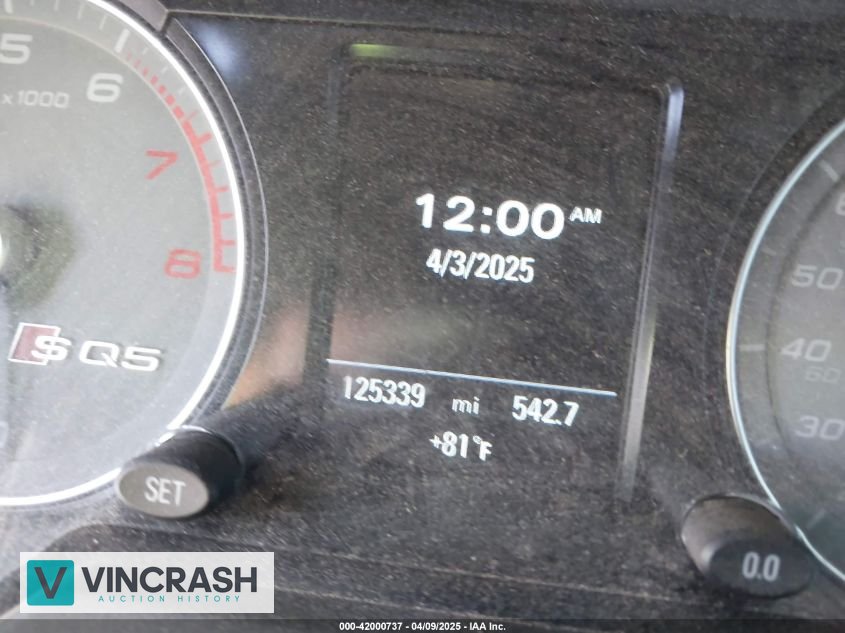 5
6
x1000
7
8
SQ5
12:00 AM
4/3/2025
125339 mi 542.7
+81°F
SET
50
40
60
30
0.0
V VINCRASH
AUCTION HISTORY
000-42000737 - 04/09/2025 - IAA Inc.